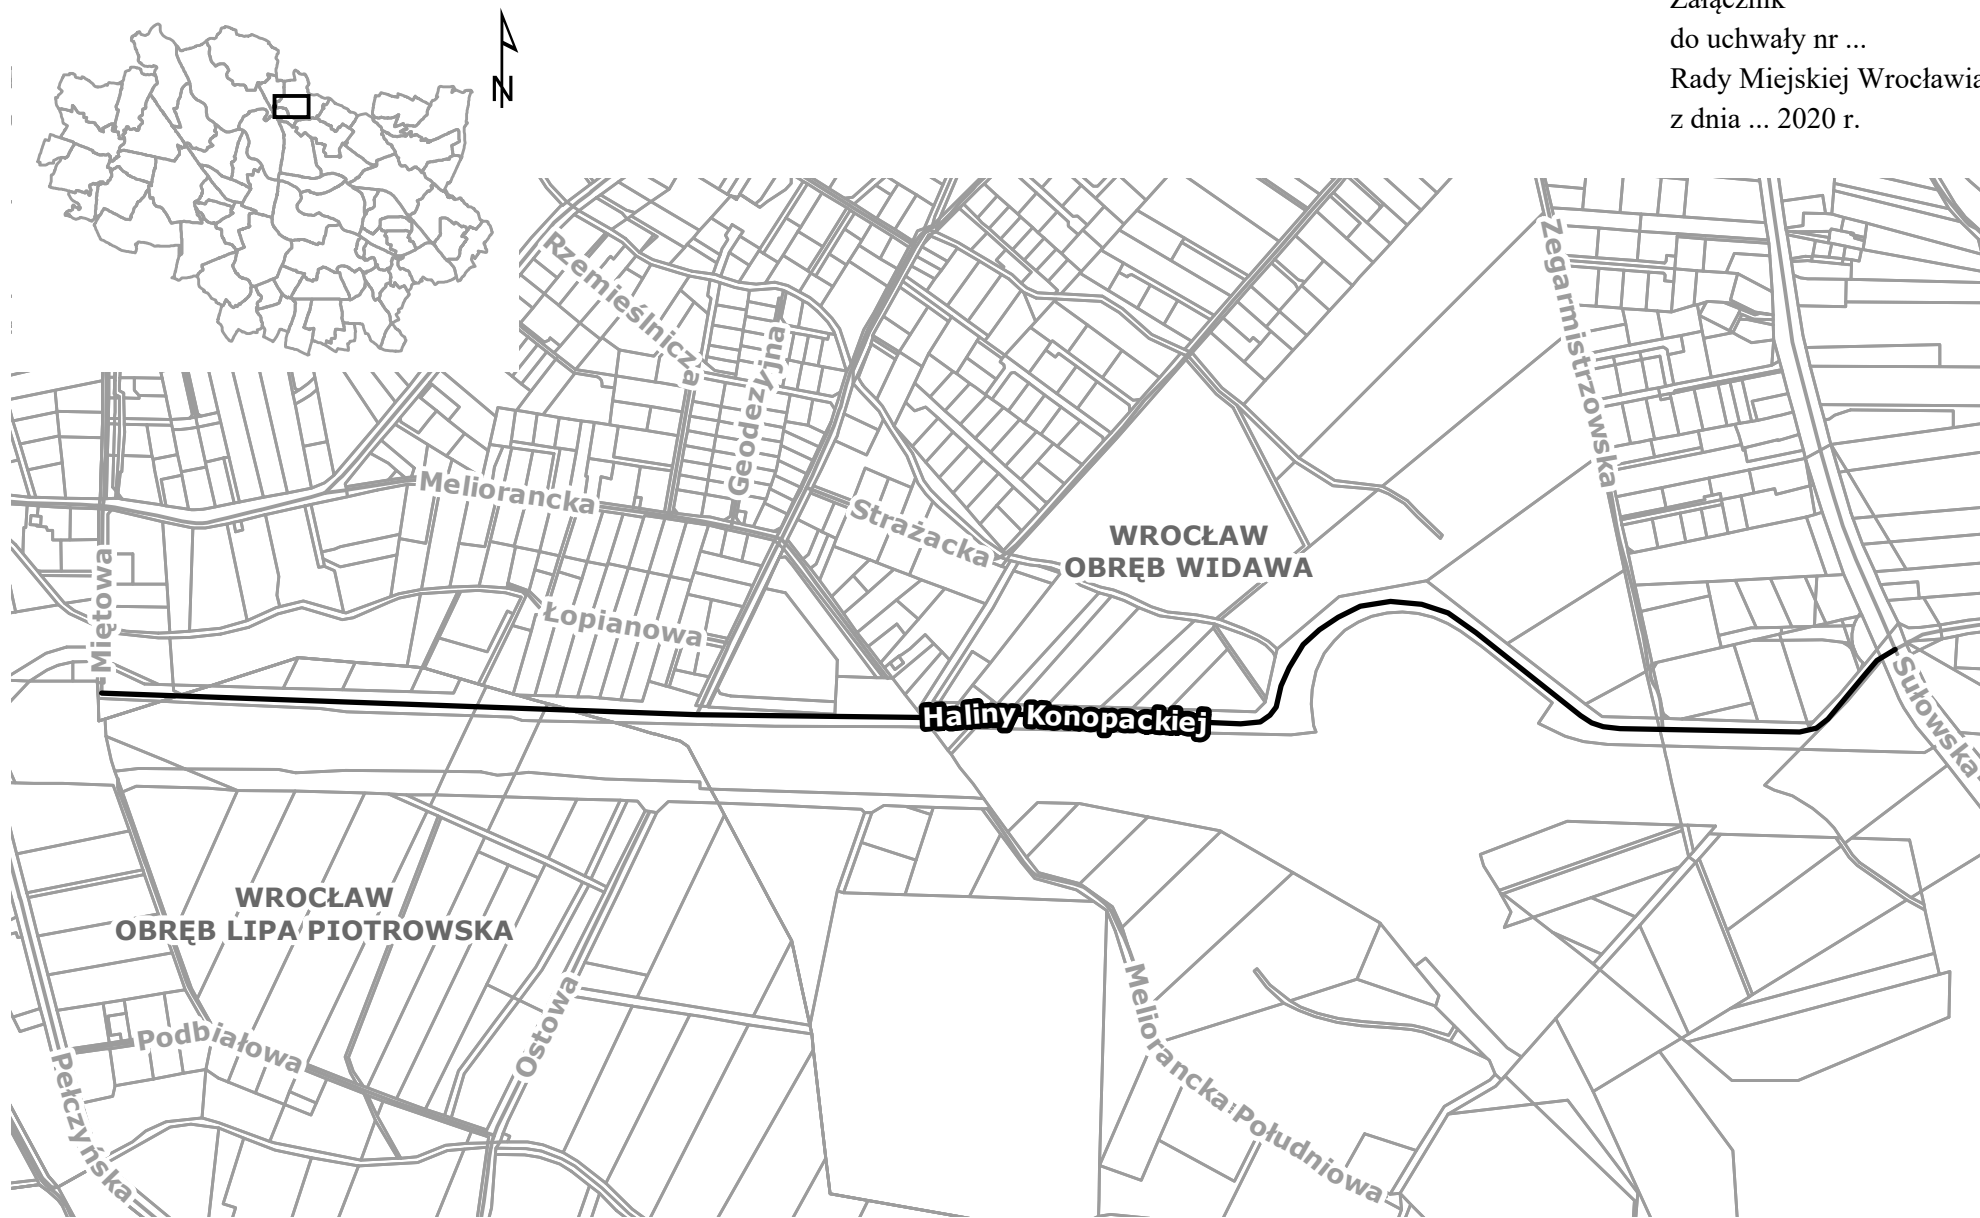 Załącznik
do uchwały nr ...
Rady Miejskiej Wrocławia
z dnia ... 2020 r.
N
Rzemieślnicza
Geodezyjna
Zegarmistrzowska
Meliorancka
Strażacka
WROCŁAW
OBRĘB WIDAWA
Miętowa
Łopianowa
Haliny Konopackiej
Sułowska
WROCŁAW
OBRĘB LIPA PIOTROWSKA
Ostowa
Podbiałowa
Pełczyńska
Meliorancka Południowa